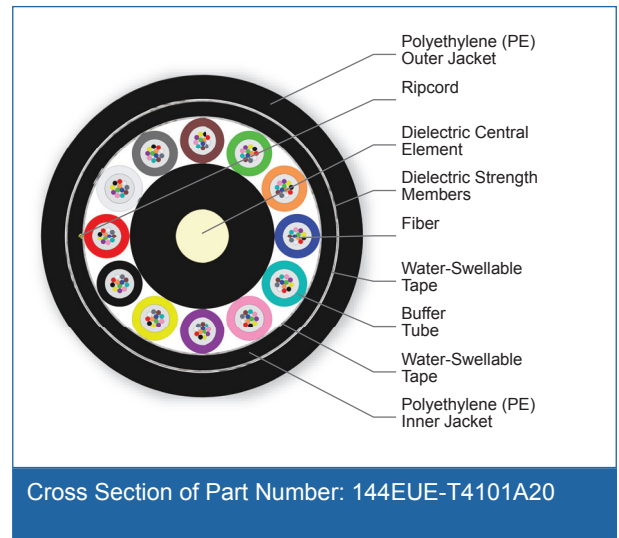 Polyethylene (PE)
Outer Jacket
Ripcord
Dielectric Central
Element
Dielectric Strength
Members
Fiber
Water-Swellable
Tape
Buffer
Tube
Water-Swellable
Tape
Polyethylene (PE)
Inner Jacket
Cross Section of Part Number: 144EUE-T4101A20